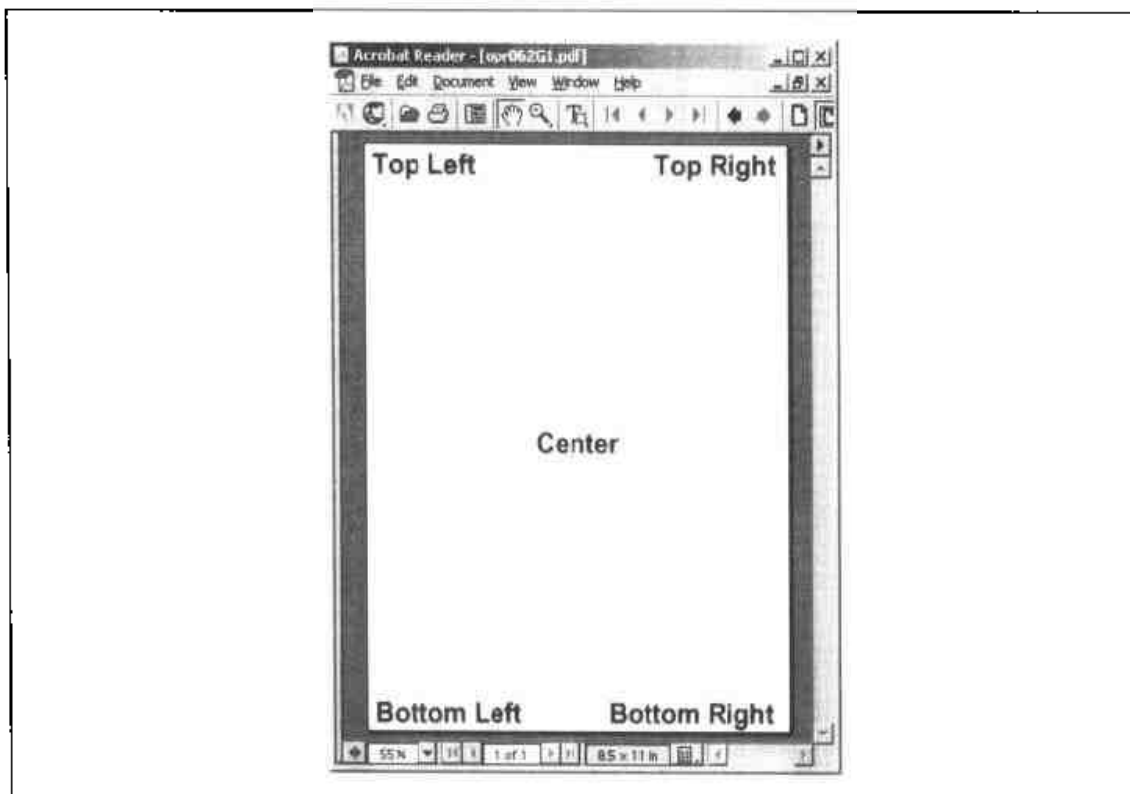 Acrobat Reader - [opr062G1.pdf]
File Edit Document View Window Help
Top Left Top Right
Center
Bottom Left Bottom Right
55% 1 of 1 8.5 x 11 in